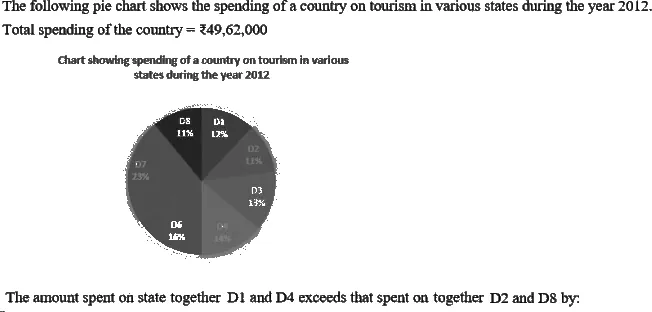 The following pie chart shows the spending of a country on tourism in various states during the year 2012.
Total spending of the country = ₹49,62,000
Chart showing spending of a country on tourism in various
states during the year 2012
D8
11%
D1
12%
D2
11%
D7
23%
D3
13%
D6
16%
D4
14%
The amount spent on state together D1 and D4 exceeds that spent on together D2 and D8 by: